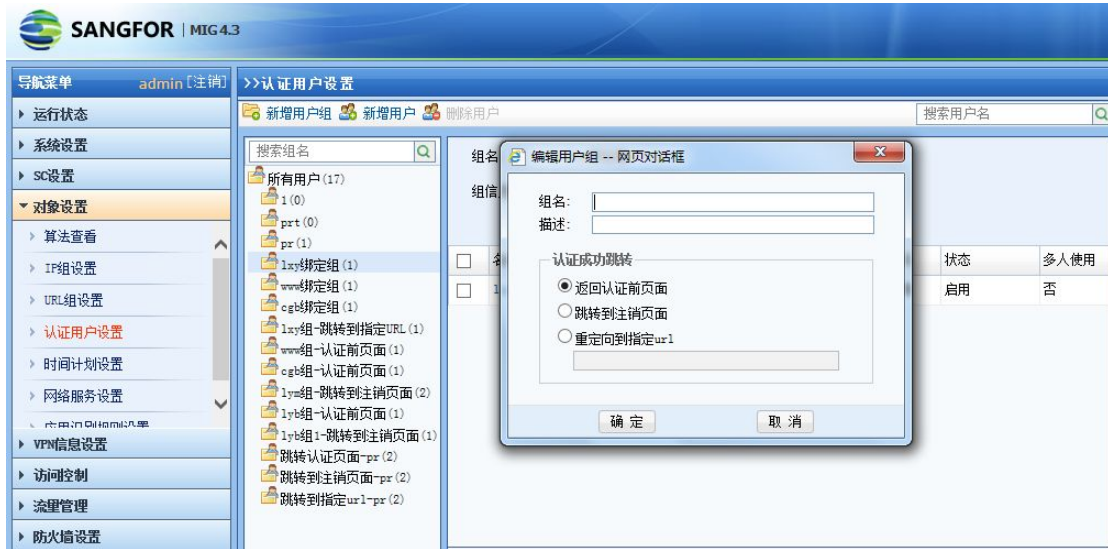 SANGFOR | MIG4.3
导航菜单 admin [注销]
>>认证用户设置
运行状态
系统设置
SC设置
对象设置
算法查看
IP组设置
URL组设置
认证用户设置
时间计划设置
网络服务设置
应用识别规则设置
VPN信息设置
访问控制
流里管理
防火墙设置
新增用户组 新增用户 删除用户
搜索用户名
搜索组名
所有用户(17)
1(0)
prt(0)
pr(1)
lxy绑定组(1)
www绑定组(1)
cgb绑定组(1)
lxy组-跳转到指定URL(1)
www组-认证前页面(1)
cgb组-认证前页面(1)
lym组-跳转到注销页面(2)
lyb组-认证前页面(1)
lyb组1-跳转到注销页面(1)
跳转认证页面-pr(2)
跳转到注销页面-pr(2)
跳转到指定url-pr(2)
组名
组信
状态 多人使用
启用 否
编辑用户组 -- 网页对话框
组名:
描述:
认证成功跳转
返回认证前页面
跳转到注销页面
重定向到指定url
确定 取消